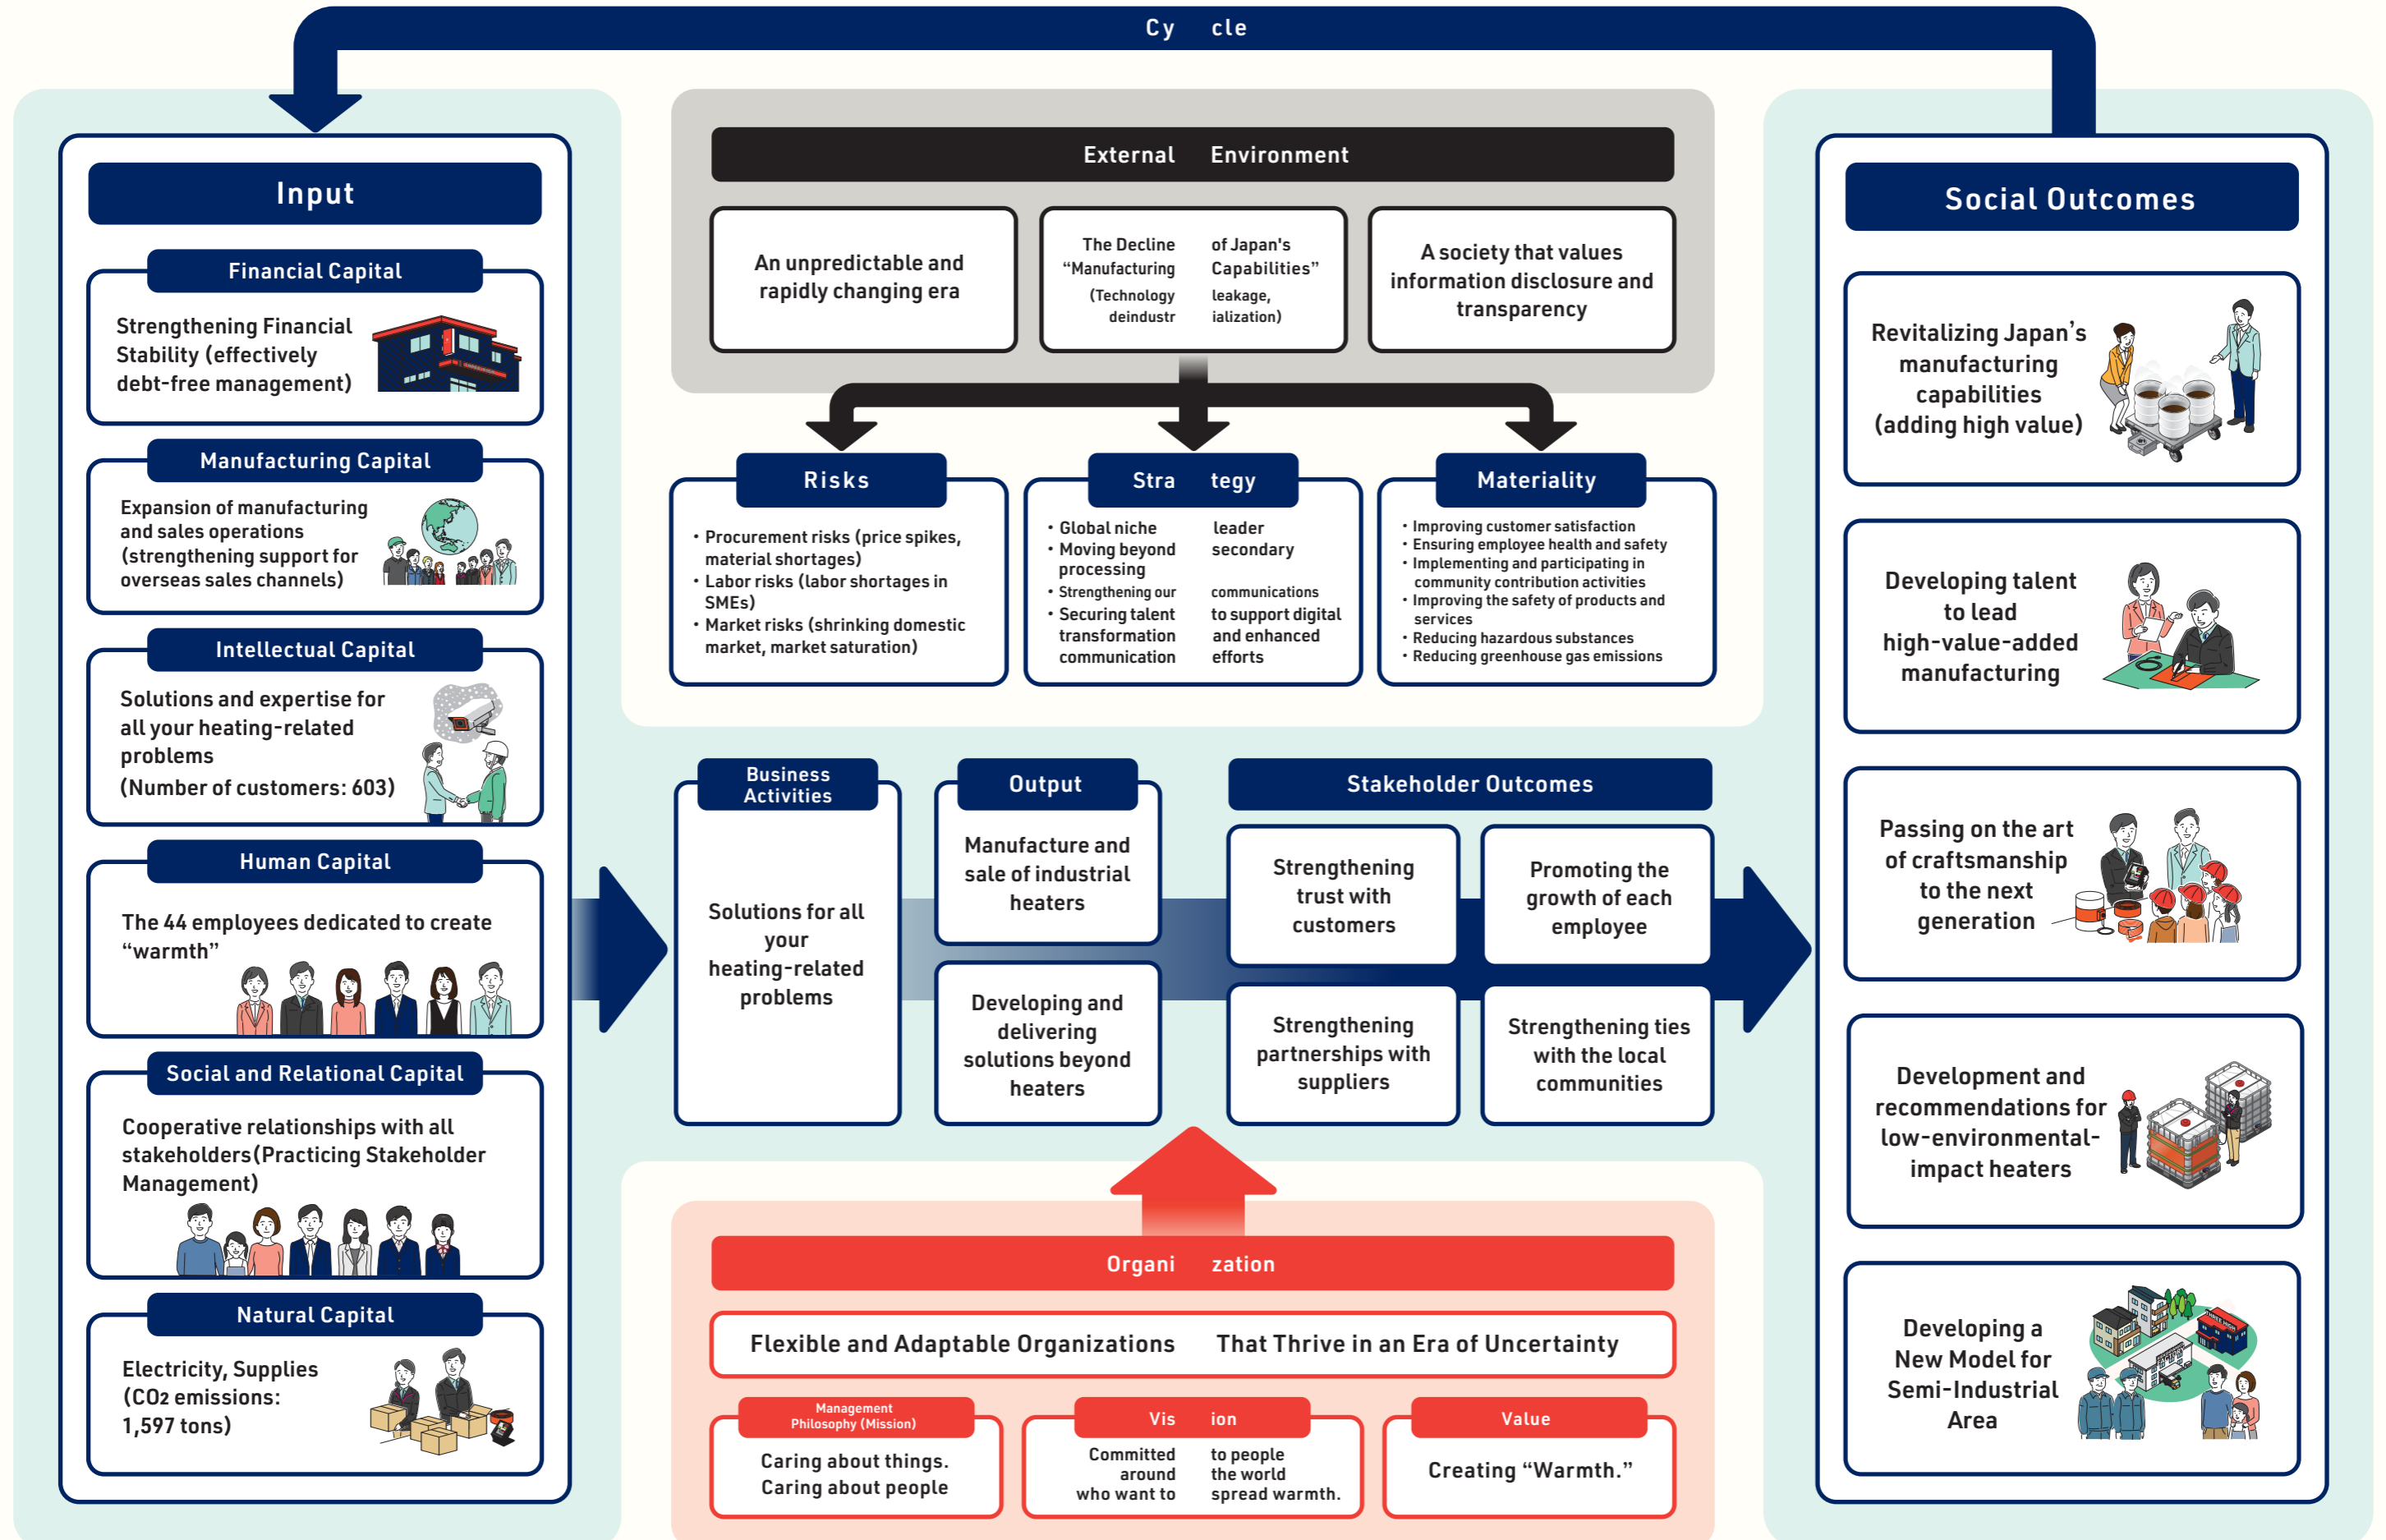 Cy cle
Input
Financial Capital
Strengthening Financial
Stability (effectively
debt-free management)
Manufacturing Capital
Expansion of manufacturing
and sales operations
(strengthening support for
overseas sales channels)
Intellectual Capital
Solutions and expertise for
all your heating-related
problems
(Number of customers: 603)
Human Capital
The 44 employees dedicated to create
“warmth”
Social and Relational Capital
Cooperative relationships with all
stakeholders(Practicing Stakeholder
Management)
Natural Capital
Electricity, Supplies
(CO2 emissions:
1,597 tons)
External Environment
An unpredictable and
rapidly changing era
The Decline of Japan's
“Manufacturing Capabilities”
(Technology leakage,
deindustr ialization)
A society that values
information disclosure and
transparency
Risks
・Procurement risks (price spikes,
material shortages)
・Labor risks (labor shortages in
SMEs)
・Market risks (shrinking domestic
market, market saturation)
Stra tegy
・Global niche leader
・Moving beyond secondary
processing
・Strengthening our communications
・Securing talent to support digital
transformation and enhanced
communication efforts
Materiality
・Improving customer satisfaction
・Ensuring employee health and safety
・Implementing and participating in
community contribution activities
・Improving the safety of products and
services
・Reducing hazardous substances
・Reducing greenhouse gas emissions
Business
Activities
Solutions for all
your
heating-related
problems
Output
Manufacture and
sale of industrial
heaters
Developing and
delivering
solutions beyond
heaters
Stakeholder Outcomes
Strengthening
trust with
customers
Promoting the
growth of each
employee
Strengthening
partnerships with
suppliers
Strengthening ties
with the local
communities
Organi zation
Flexible and Adaptable Organizations That Thrive in an Era of Uncertainty
Management
Philosophy (Mission)
Caring about things.
Caring about people
Vis ion
Committed to people
around the world
who want to spread warmth.
Value
Creating “Warmth.”
Social Outcomes
Revitalizing Japan’s
manufacturing
capabilities
(adding high value)
Developing talent
to lead
high-value-added
manufacturing
Passing on the art
of craftsmanship
to the next
generation
Development and
recommendations for
low-environmental-
impact heaters
Developing a
New Model for
Semi-Industrial
Area